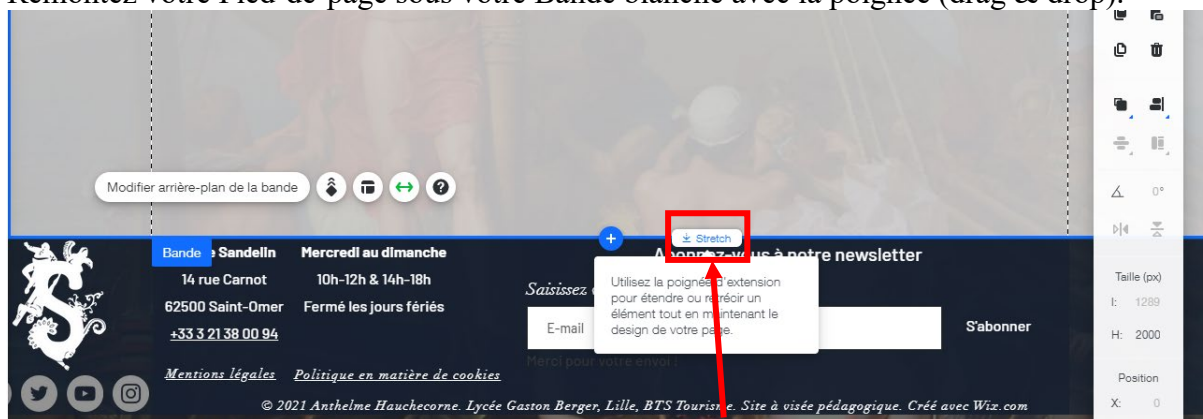 Remontez votre Pied-de-page sous votre Bande blanche avec la poignée (drag & drop).
Modifier arrière-plan de la bande
?
0°
+
Stretch
Bande
Sandelin
Mercredi au dimanche
Abonnez-vous à notre newsletter
14 rue Carnot
10h-12h & 14h-18h
Saisissez
Utilisez la poignée d'extension
pour étendre ou rétréoir un
élément tout en maintenant le
design de votre page.
62500 Saint-Omer
Fermé les jours fériés
+33 3 21 38 00 94
E-mail
S'abonner
Merci pour votre envoi !
Mentions légales
Politique en matière de cookies
© 2021 Anthelme Hauchecorne. Lycée Gaston Berger, Lille, BTS Tourisme. Site à visée pédagogique. Créé avec Wix.com
Taille (px)
l: 1289
H: 2000
Position
X: 0